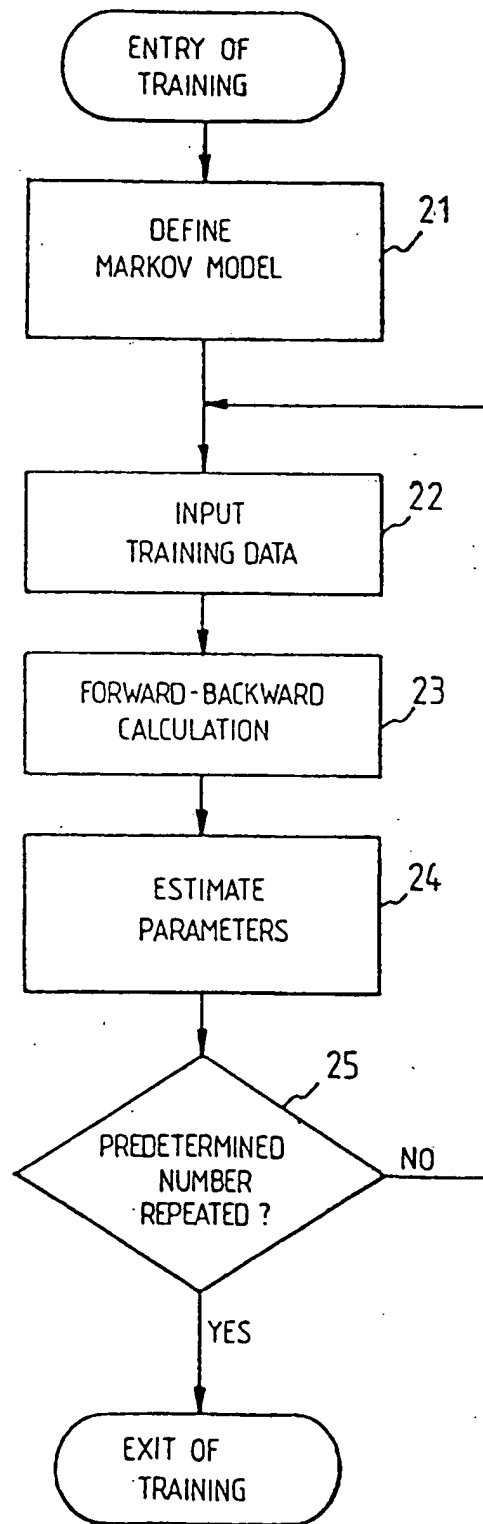 ENTRY OF
TRAINING
21
DEFINE
MARKOV MODEL
22
INPUT
TRAINING DATA
23
FORWARD-BACKWARD
CALCULATION
24
ESTIMATE
PARAMETERS
25
PREDETERMINED
NUMBER
REPEATED ?
NO
YES
EXIT OF
TRAINING